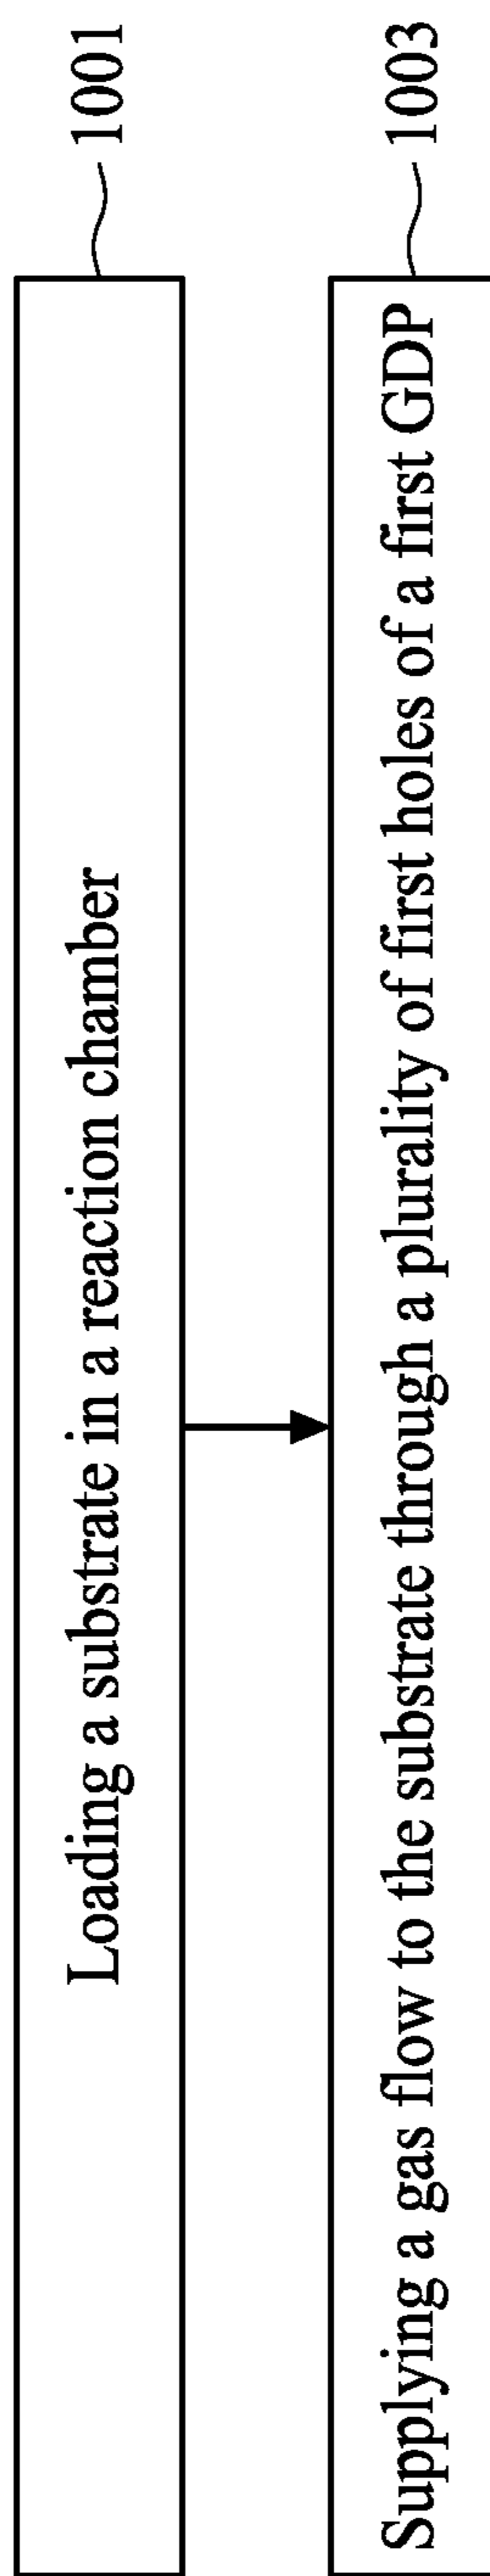 Loading a substrate in a reaction chamber
1001
Supplying a gas flow to the substrate through a plurality of first holes of a first GDP
1003